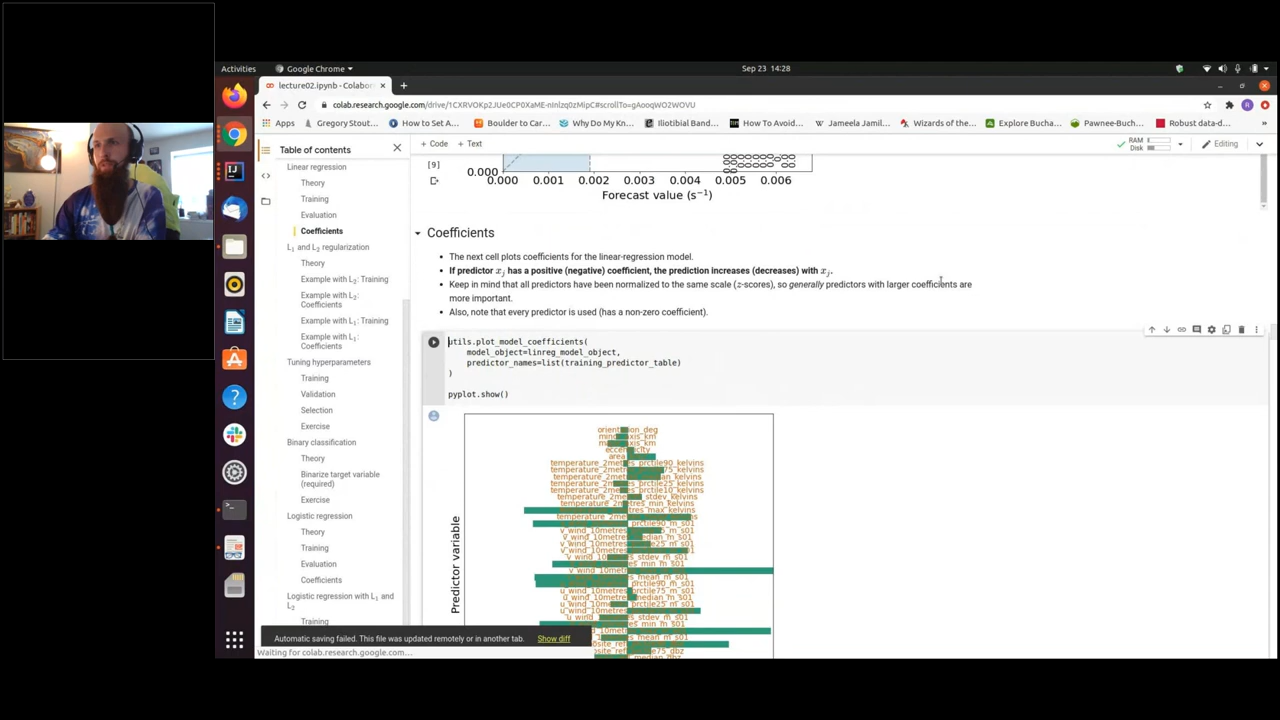 Activities
Google Chrome
Sep 23 14:28
lecture02.ipynb - Colabor
colab.research.google.com/drive/1CXRVOKp2JUe0CP0XaME-nInlzq0zMipC#scrollTo=gAooqWO2WOVU
Apps
Gregory Stout...
How to Set A...
Boulder to Car...
Why Do My Kn...
Iliotibial Band...
How To Avoid...
Jameela Jamil...
Wizards of the...
Explore Bucha...
Pawnee-Buch...
Robust data-d...
Table of contents
+ Code + Text
RAM
Disk
Editing
Linear regression
Theory
Training
Evaluation
Coefficients
L1 and L2 regularization
Theory
Example with L2: Training
Example with L2:
Coefficients
Example with L1: Training
Example with L1:
Coefficients
Tuning hyperparameters
Training
Validation
Selection
Exercise
Binary classification
Theory
Binarize target variable
(required)
Exercise
Logistic regression
Theory
Training
Evaluation
Coefficients
Logistic regression with L1 and
L2
Training
[9]
0.000
0.000 0.001 0.002 0.003 0.004 0.005 0.006
Forecast value (s⁻¹)
Coefficients
The next cell plots coefficients for the linear-regression model.
If predictor xj has a positive (negative) coefficient, the prediction increases (decreases) with xj.
Keep in mind that all predictors have been normalized to the same scale (z-scores), so generally predictors with larger coefficients are
more important.
Also, note that every predictor is used (has a non-zero coefficient).
utils.plot_model_coefficients(
model_object=linreg_model_object,
predictor_names=list(training_predictor_table)
)
pyplot.show()
Predictor variable
orientation_deg
eccentricity
area
temperature_2metres_prctile90_kelvins
temperature_2metres_prctile25_kelvins
temperature_2metres_prctile10_kelvins
temperature_2metres_stdev_kelvins
temperature_2metres_min_kelvins
Automatic saving failed. This file was updated remotely or in another tab. Show diff
Waiting for colab.research.google.com...